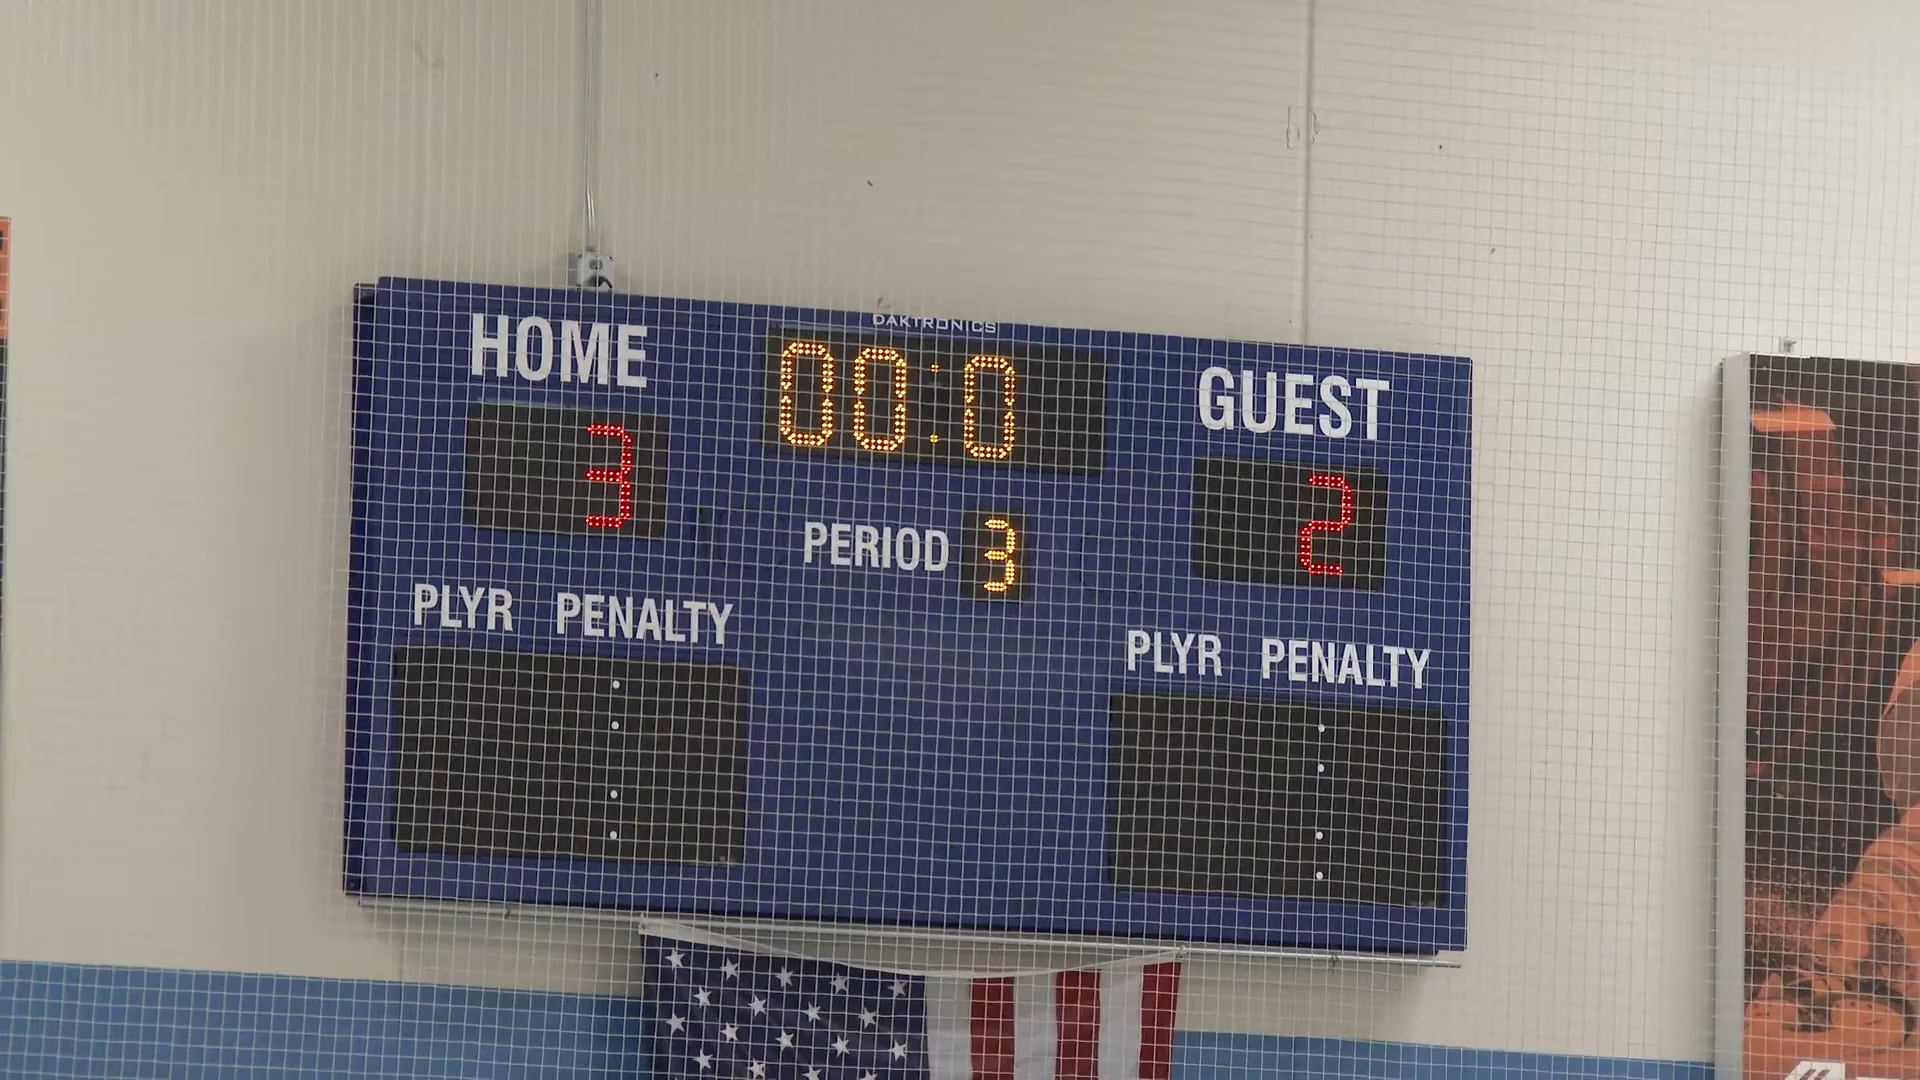 DAKTRONICS
HOME 00:0 GUEST
3 2
PERIOD 3
PLYR PENALTY
PLYR PENALTY